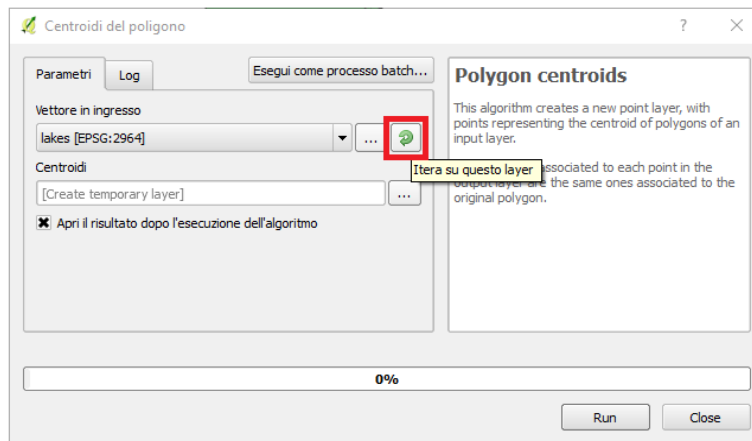 Centroidi del poligono
? ×
Parametri
Log
Esegui come processo batch...
Vettore in ingresso
lakes [EPSG:2964]
...
Itera su questo layer
Centroidi
[Create temporary layer]
...
Apri il risultato dopo l'esecuzione dell'algoritmo
Polygon centroids
This algorithm creates a new point layer, with
points representing the centroid of polygons of an
input layer.
associated to each point in the
output layer are the same ones associated to the
original polygon.
0%
Run
Close